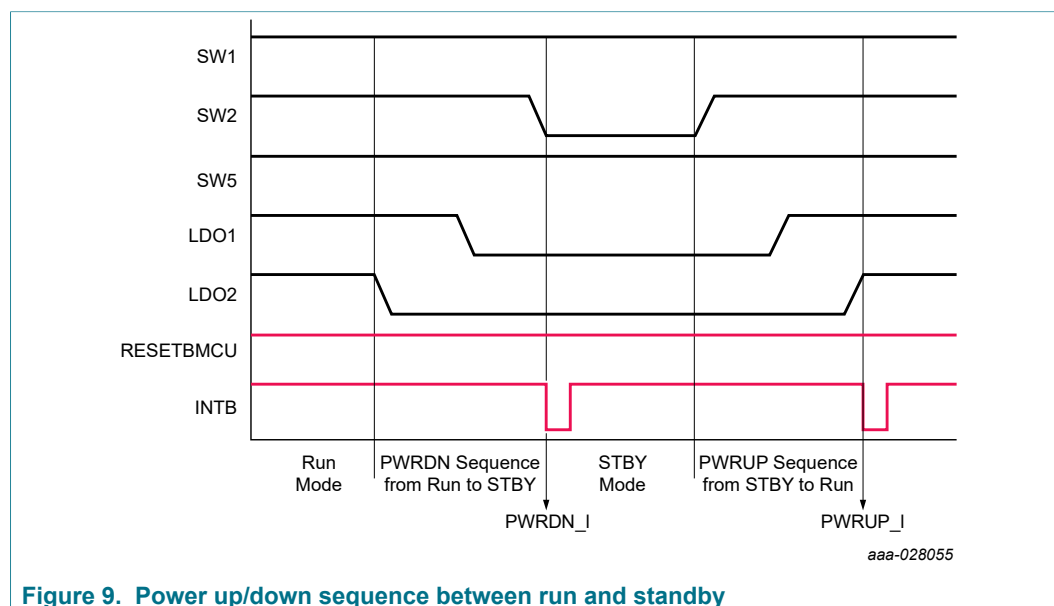 SW1
SW2
SW5
LDO1
LDO2
RESETBMCU
INTB
Run
Mode
PWRDN Sequence
from Run to STBY
STBY
Mode
PWRUP Sequence
from STBY to Run
PWRDN_I
PWRUP_I
aaa-028055
Figure 9. Power up/down sequence between run and standby